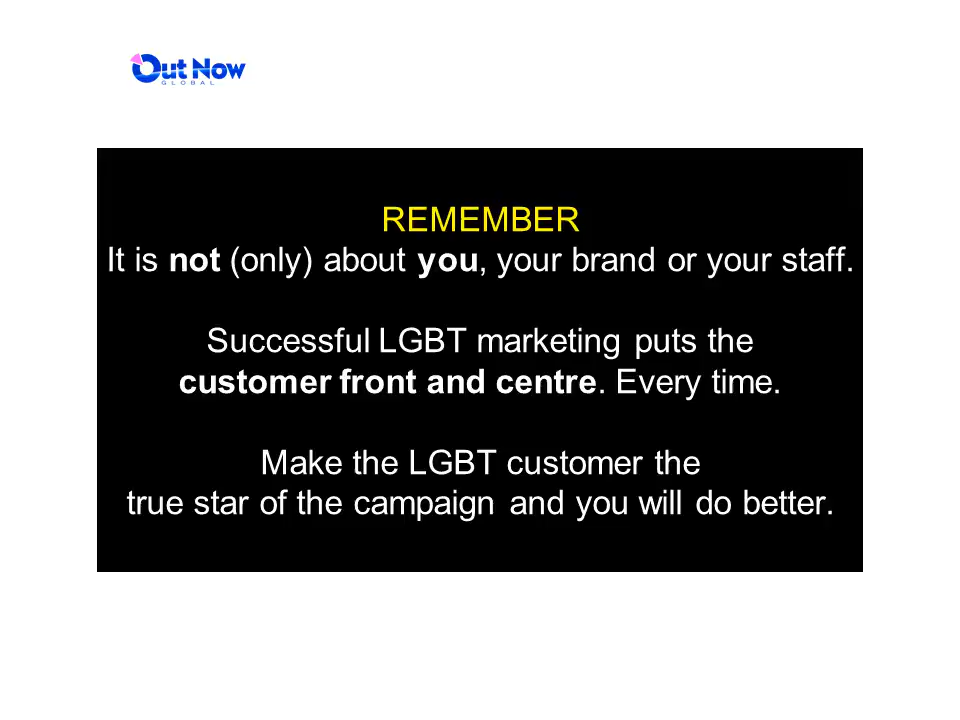 Out Now
GLOBAL
REMEMBER
It is not (only) about you, your brand or your staff.
Successful LGBT marketing puts the
customer front and centre. Every time.
Make the LGBT customer the
true star of the campaign and you will do better.